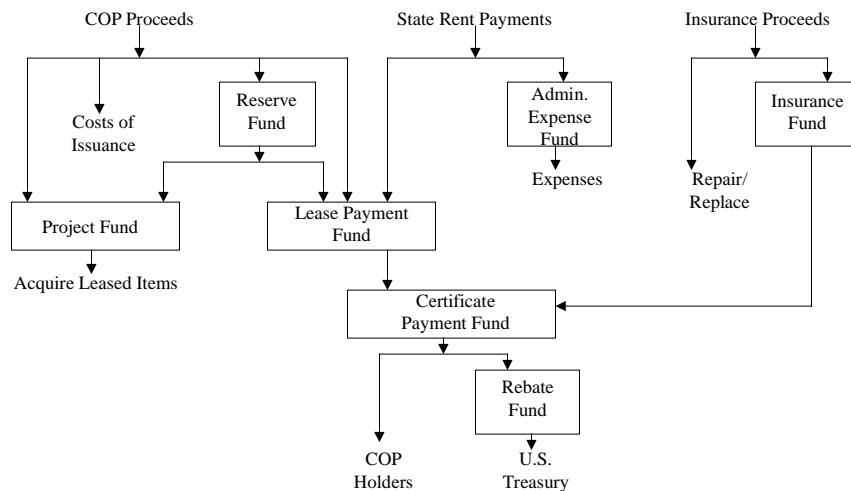 COP Proceeds
State Rent Payments
Insurance Proceeds
Reserve
Fund
Costs of
Issuance
Admin.
Expense
Fund
Insurance
Fund
Expenses
Repair/
Replace
Project Fund
Lease Payment
Fund
Acquire Leased Items
Certificate
Payment Fund
Rebate
Fund
COP
Holders
U.S.
Treasury